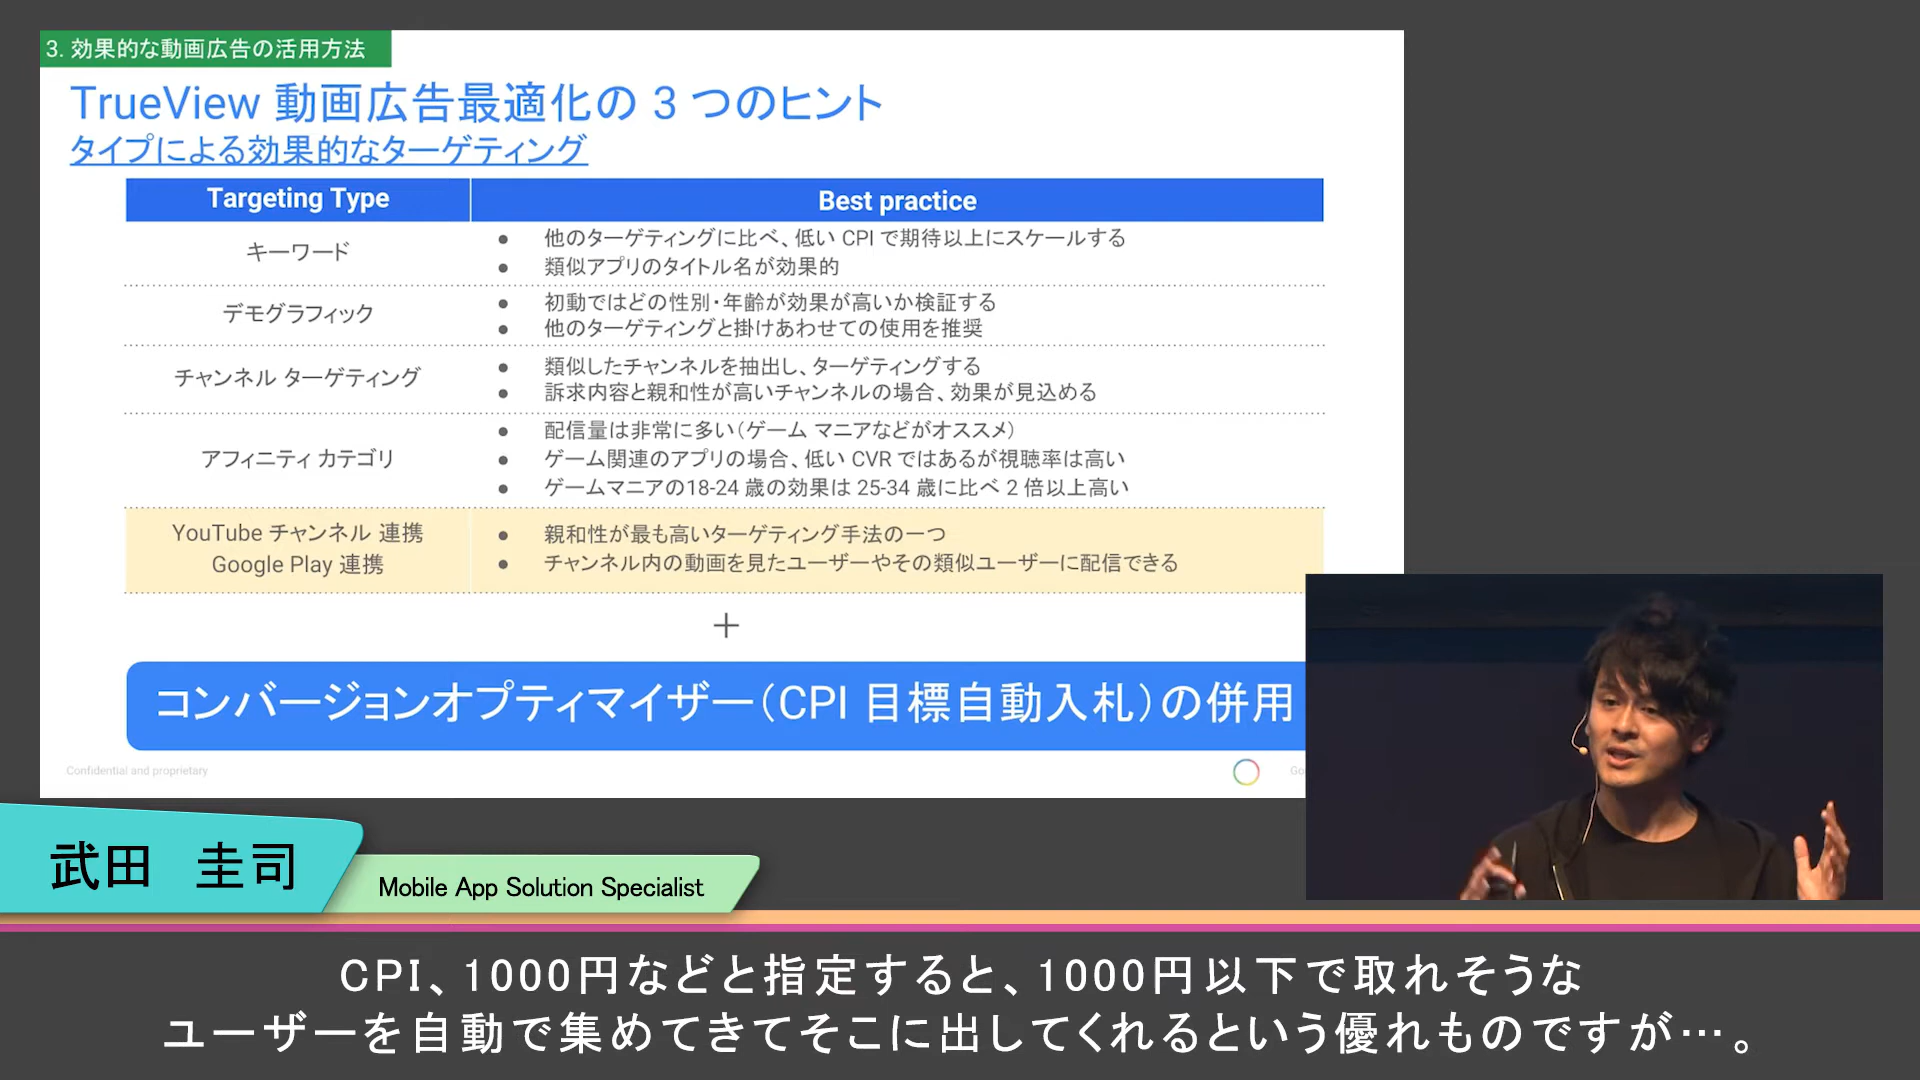 3. 効果的な動画広告の活用方法
TrueView 動画広告最適化の 3 つのヒント
タイプによる効果的なターゲティング
Targeting Type
Best practice
キーワード
● 他のターゲティングに比べ、低い CPI で期待以上にスケールする
● 類似アプリのタイトル名が効果的
デモグラフィック
● 初動ではどの性別・年齢が効果が高いか検証する
● 他のターゲティングと掛けあわせての使用を推奨
チャンネル ターゲティング
● 類似したチャンネルを抽出し、ターゲティングする
● 訴求内容と親和性が高いチャンネルの場合、効果が見込める
アフィニティ カテゴリ
● 配信量は非常に多い（ゲーム マニアなどがオススメ）
● ゲーム関連のアプリの場合、低い CVR ではあるが視聴率は高い
● ゲームマニアの18-24 歳の効果は 25-34 歳に比べ 2 倍以上高い
YouTube チャンネル 連携
Google Play 連携
● 親和性が最も高いターゲティング手法の一つ
● チャンネル内の動画を見たユーザーやその類似ユーザーに配信できる
＋
コンバージョンオプティマイザー（CPI 目標自動入札）の併用
Confidential and proprietary
武田 圭司
Mobile App Solution Specialist
CPI、1000円などと指定すると、1000円以下で取れそうな
ユーザーを自動で集めてきてそこに出してくれるという優れものですが…。